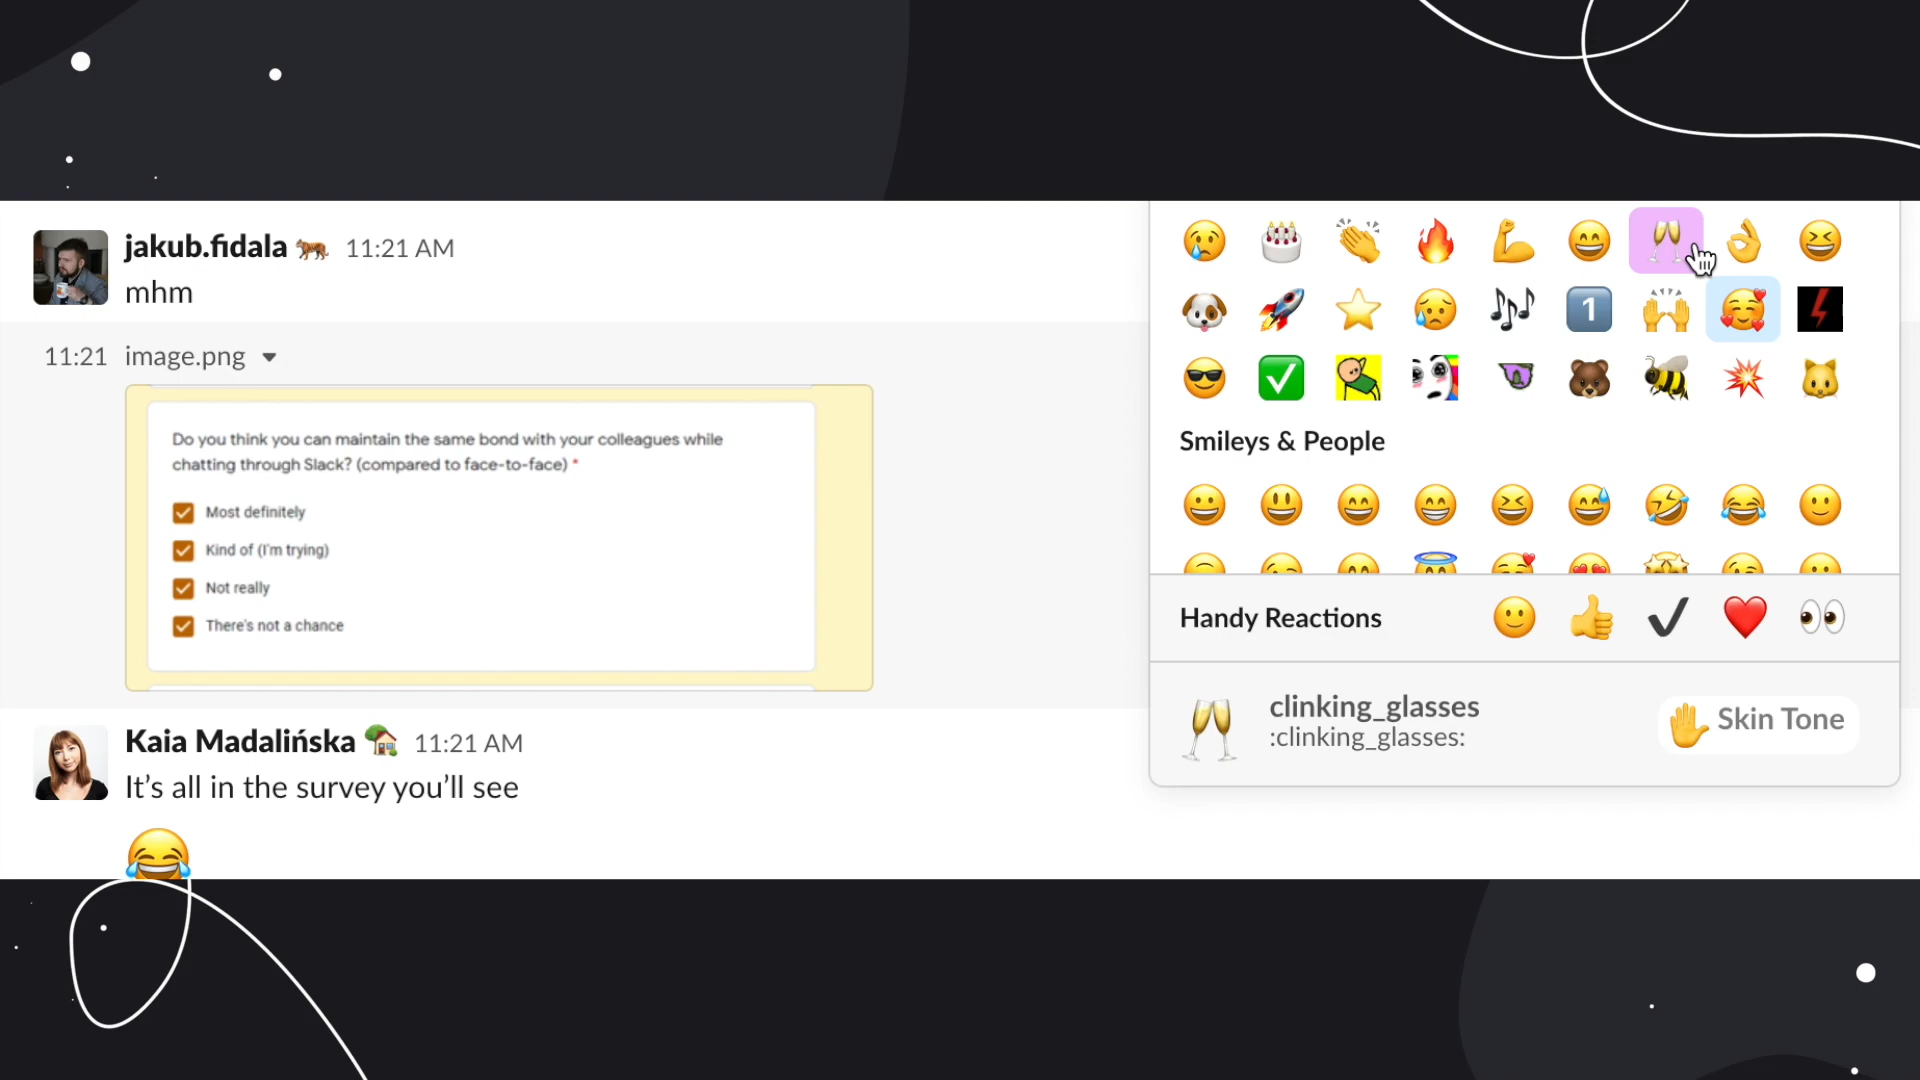 jakub.fidala 11:21 AM
mhm
11:21 image.png
Do you think you can maintain the same bond with your colleagues while
chatting through Slack? (compared to face-to-face) *
Most definitely
Kind of (I'm trying)
Not really
There's not a chance
Kaia Madalińska 11:21 AM
It’s all in the survey you’ll see
1
Smileys & People
Handy Reactions
clinking_glasses
:clinking_glasses:
Skin Tone